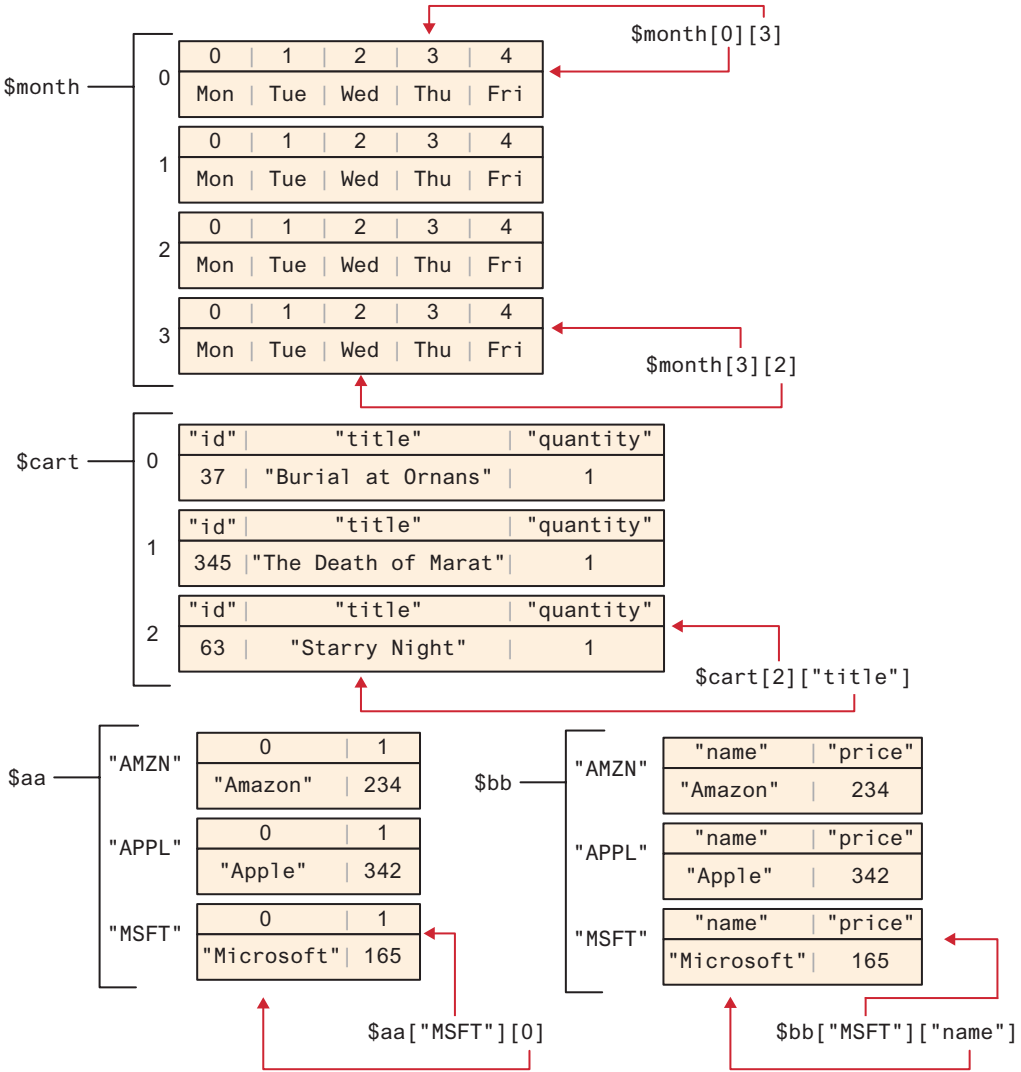 $month[0][3]
$month
0
0 | 1 | 2 | 3 | 4
Mon | Tue | Wed | Thu | Fri
1
0 | 1 | 2 | 3 | 4
Mon | Tue | Wed | Thu | Fri
2
0 | 1 | 2 | 3 | 4
Mon | Tue | Wed | Thu | Fri
3
0 | 1 | 2 | 3 | 4
Mon | Tue | Wed | Thu | Fri
$month[3][2]
$cart
0
"id" | "title" | "quantity"
37 | "Burial at Ornans" | 1
1
"id" | "title" | "quantity"
345 | "The Death of Marat" | 1
2
"id" | "title" | "quantity"
63 | "Starry Night" | 1
$cart[2]["title"]
$aa
"AMZN"
0 | 1
"Amazon" | 234
"APPL"
0 | 1
"Apple" | 342
"MSFT"
0 | 1
"Microsoft" | 165
$aa["MSFT"][0]
$bb
"AMZN"
"name" | "price"
"Amazon" | 234
"APPL"
"name" | "price"
"Apple" | 342
"MSFT"
"name" | "price"
"Microsoft" | 165
$bb["MSFT"]["name"]